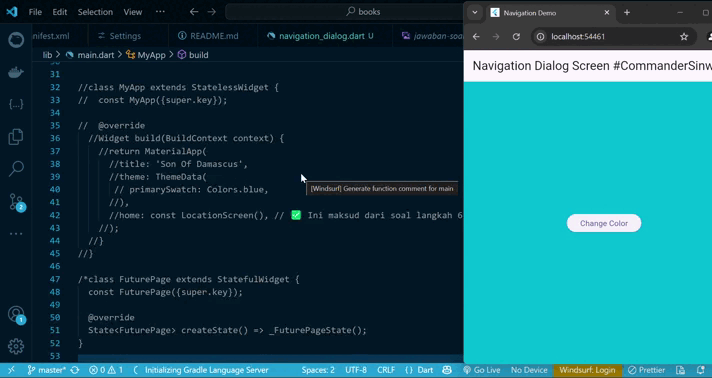 File Edit Selection View ··· books
nifest.xml Settings README.md navigation_dialog.dart U jawaban-soa
lib > main.dart > MyApp > build
31
32 //class MyApp extends StatelessWidget {
33 //  const MyApp({super.key});
34
35 //  @override
36 //Widget build(BuildContext context) {
37 //return MaterialApp(
38 //title: 'Son Of Damascus',
39 //theme: ThemeData(
40 // primarySwatch: Colors.blue,
41 //),
42 //home: const LocationScreen(), // ✅ Ini maksud dari soal langkah 6
43 //);
44 //}
45 //}
46
47 /*class FuturePage extends StatefulWidget {
48 const FuturePage({super.key});
49
50 @override
51 State<FuturePage> createState() => _FuturePageState();
52 }
53
[Windsurf] Generate function comment for main
2
1
master* 0 1 Initializing Gradle Language Server Spaces: 2 UTF-8 CRLF {} Dart Go Live No Device Windsurf: Login Prettier
Navigation Demo
localhost:54461
Navigation Dialog Screen #CommanderSinw
Change Color